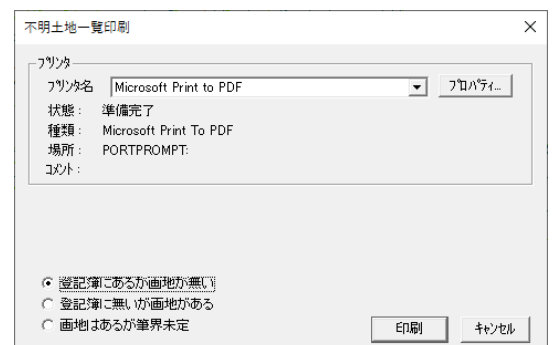 不明土地一覧印刷
プリンタ
プリンタ名 Microsoft Print to PDF プロパティ...
状態: 準備完了
種類: Microsoft Print To PDF
場所: PORTPROMPT:
コメント:
登記簿にあるが画地が無い
登記簿に無いが画地がある
画地はあるが筆界未定
印刷 キャンセル